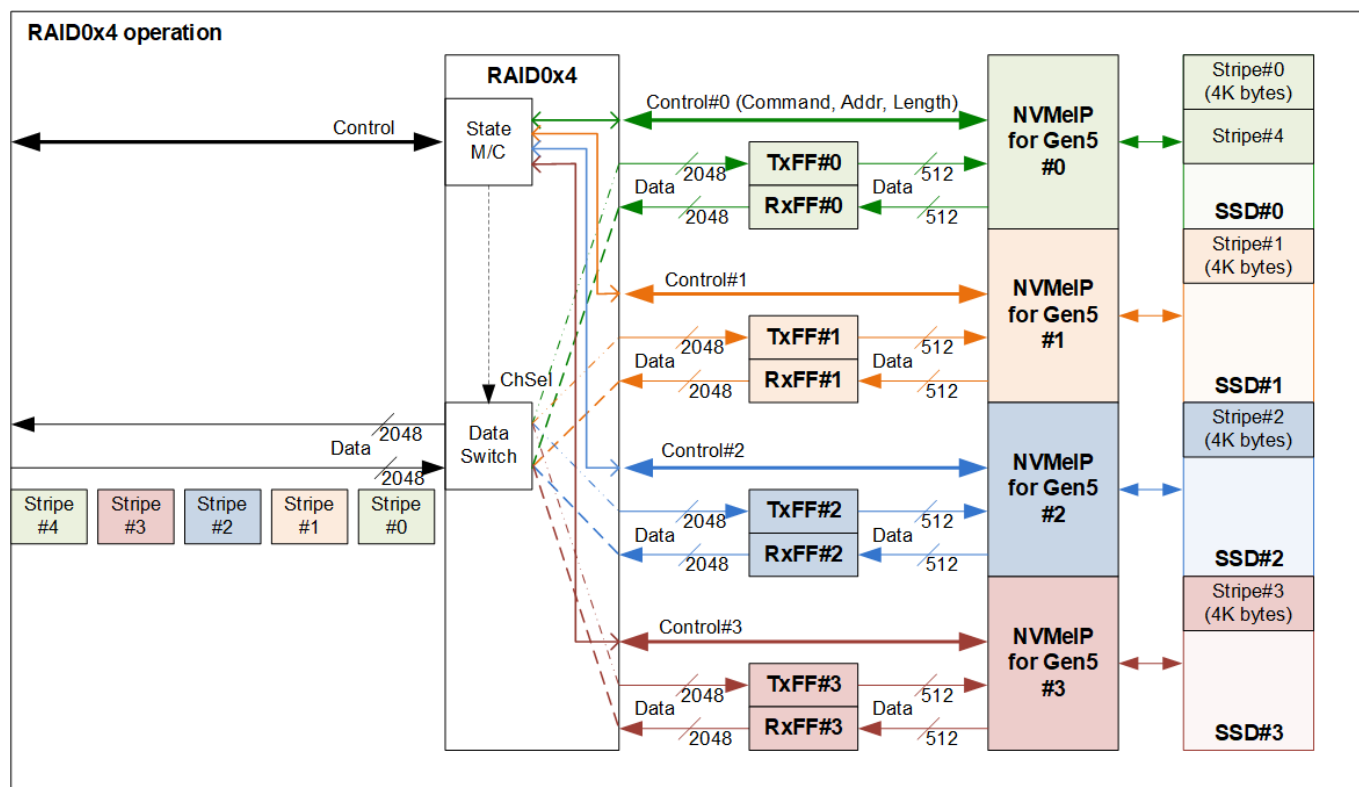 RAID0x4 operation
RAID0x4
State
M/C
Control
ChSel
Data
Switch
2048
Data
2048
Stripe
#4
Stripe
#3
Stripe
#2
Stripe
#1
Stripe
#0
Control#0 (Command, Addr, Length)
2048
TxFF#0
512
Data
Data
2048
RxFF#0
512
NVMeIP
for Gen5
#0
Stripe#0
(4K bytes)
Stripe#4
SSD#0
Control#1
2048
TxFF#1
512
Data
Data
2048
RxFF#1
512
NVMeIP
for Gen5
#1
Stripe#1
(4K bytes)
SSD#1
Control#2
2048
TxFF#2
512
Data
Data
2048
RxFF#2
512
NVMeIP
for Gen5
#2
Stripe#2
(4K bytes)
SSD#2
Control#3
2048
TxFF#3
512
Data
Data
2048
RxFF#3
512
NVMeIP
for Gen5
#3
Stripe#3
(4K bytes)
SSD#3